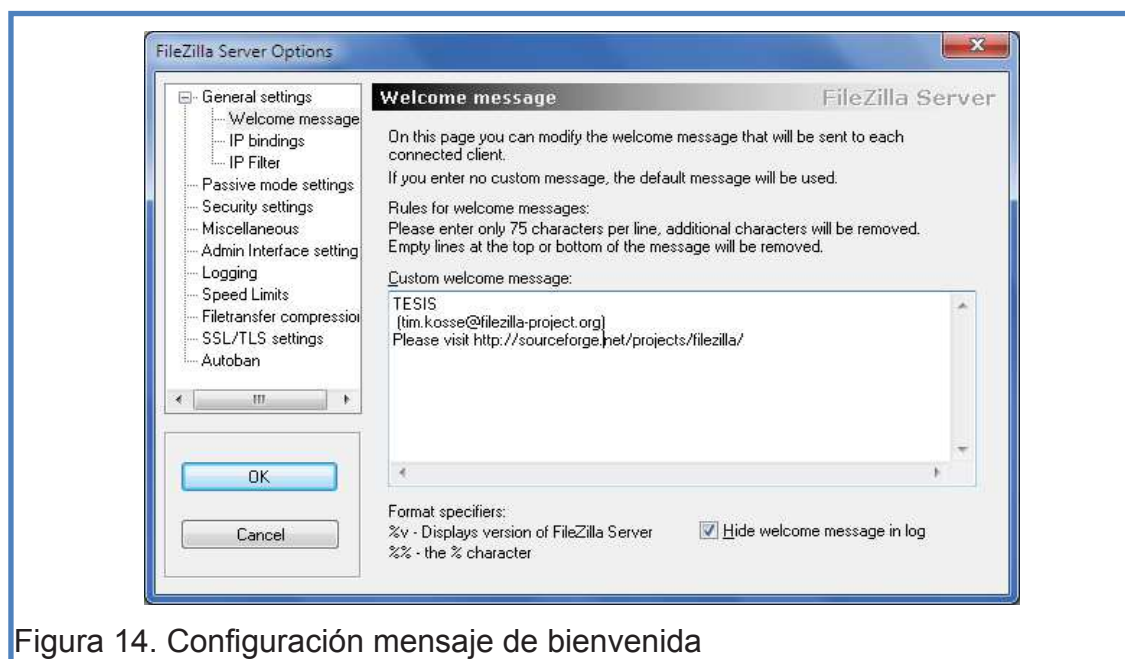 FileZilla Server Options
General settings
Welcome message
IP bindings
IP Filter
Passive mode settings
Security settings
Miscellaneous
Admin Interface setting
Logging
Speed Limits
Filetransfer compression
SSL/TLS settings
Autoban
OK
Cancel
Welcome message
FileZilla Server
On this page you can modify the welcome message that will be sent to each
connected client.
If you enter no custom message, the default message will be used.
Rules for welcome messages:
Please enter only 75 characters per line, additional characters will be removed.
Empty lines at the top or bottom of the message will be removed.
Custom welcome message:
TESIS
(tim.kosse@filezilla-project.org)
Please visit http://sourceforge.net/projects/filezilla/
Format specifiers:
%v - Displays version of FileZilla Server
%% - the % character
Hide welcome message in log
Figura 14. Configuración mensaje de bienvenida